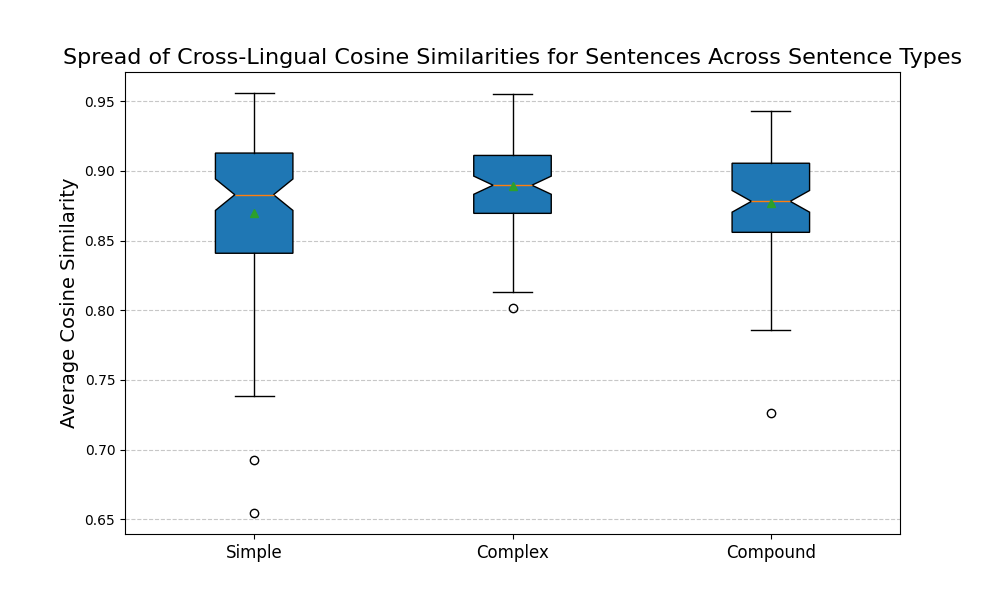 Spread of Cross-Lingual Cosine Similarities for Sentences Across Sentence Types
Average Cosine Similarity
0.95
0.90
0.85
0.80
0.75
0.70
0.65
Simple
Complex
Compound